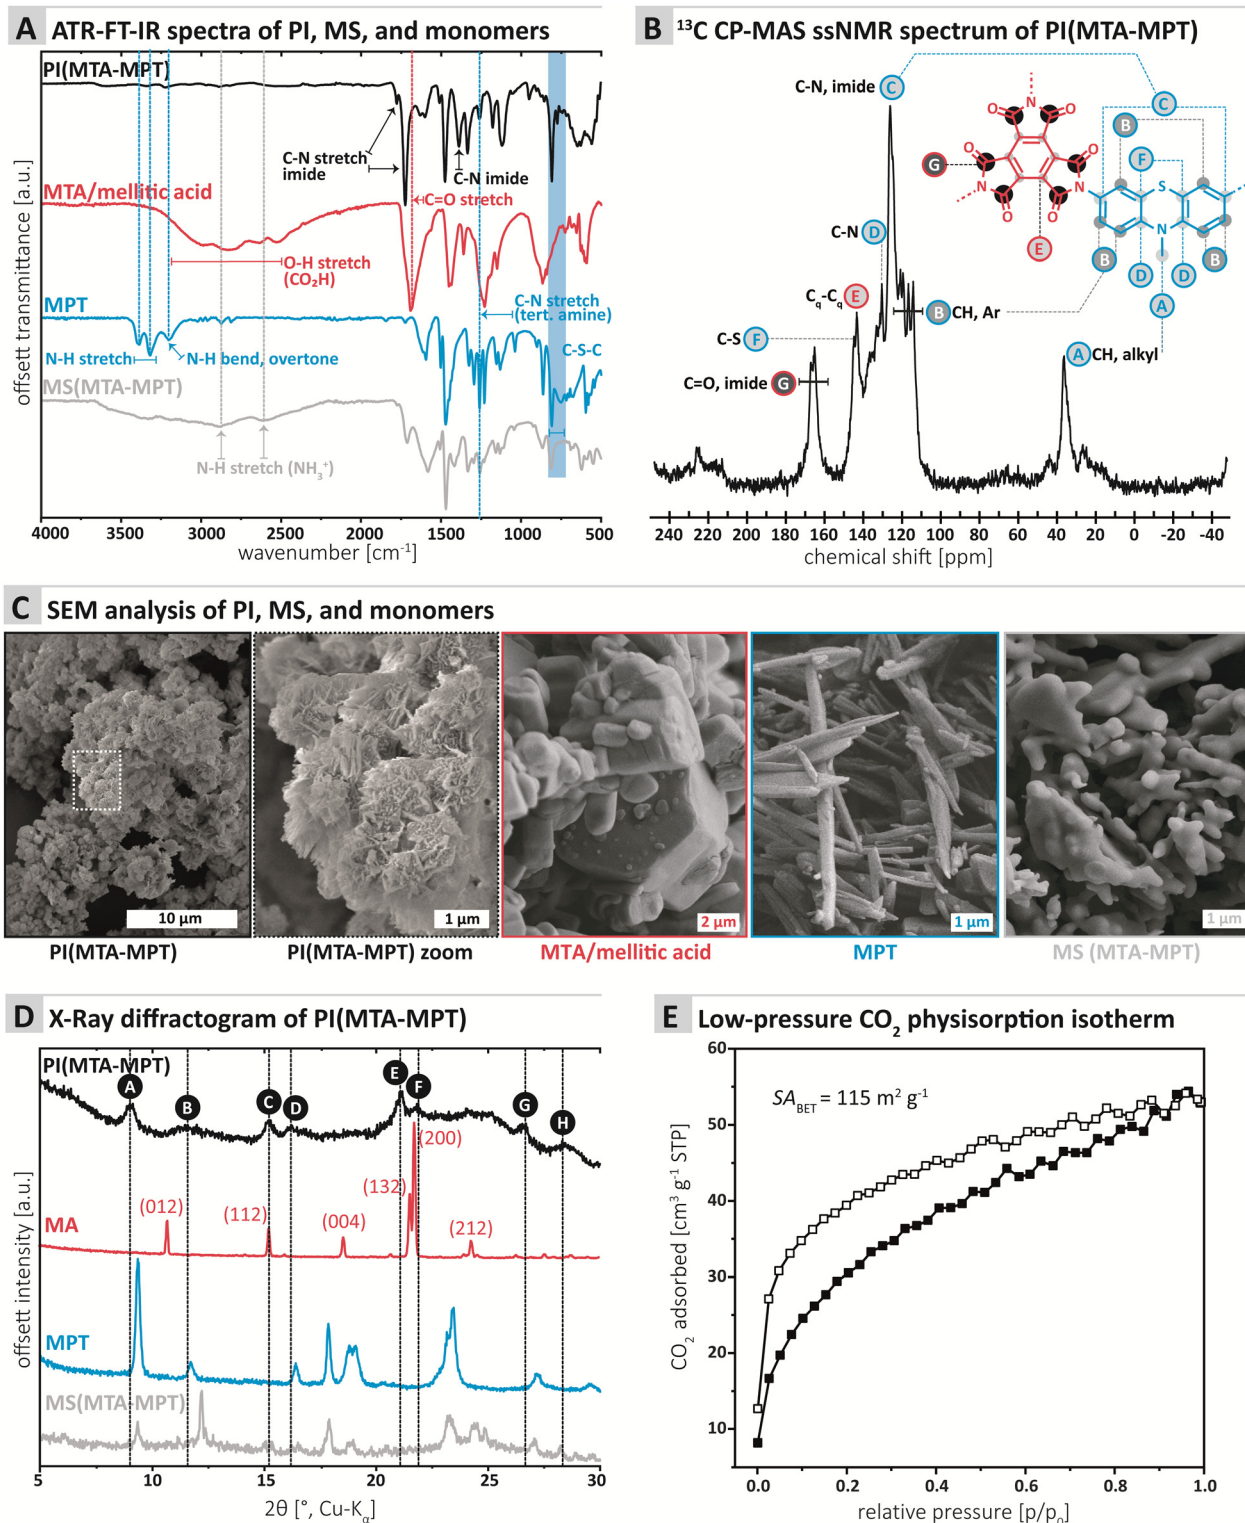 A ATR-FT-IR spectra of PI, MS, and monomers
PI(MTA-MPT)
C-N stretch
imide
C-N imide
MTA/mellitic acid
C=O stretch
O-H stretch
(CO₂H)
MPT
C-N stretch
(tert. amine)
N-H stretch
N-H bend, overtone
C-S-C
MS(MTA-MPT)
N-H stretch (NH₃⁺)
offsett transmittance [a.u.]
4000 3500 3000 2500 2000 1500 1000 500
wavenumber [cm⁻¹]
B ¹³C CP-MAS ssNMR spectrum of PI(MTA-MPT)
C-N, imide C
C
B
F
G
O N O
O O
N N
O O
S
N
C-N D
E
B
D
D
B
A
C_q-C_q E
B CH, Ar
C-S F
A CH, alkyl
C=O, imide G
240 220 200 180 160 140 120 100 80 60 40 20 0 -20 -40
chemical shift [ppm]
C SEM analysis of PI, MS, and monomers
10 µm
1 µm
2 µm
1 µm
1 µm
PI(MTA-MPT)
PI(MTA-MPT) zoom
MTA/mellitic acid
MPT
MS (MTA-MPT)
D X-Ray diffractogram of PI(MTA-MPT)
PI(MTA-MPT)
A B C D E F G H
(200)
(132)
(012)
(112)
(004)
(212)
MA
MPT
MS(MTA-MPT)
offsett intensity [a.u.]
5 10 15 20 25 30
2θ [°, Cu-K_α]
E Low-pressure CO₂ physisorption isotherm
SA_BET = 115 m² g⁻¹
60
50
40
30
20
10
CO₂ adsorbed [cm³ g⁻¹ STP]
0.0 0.2 0.4 0.6 0.8 1.0
relative pressure [p/p₀]